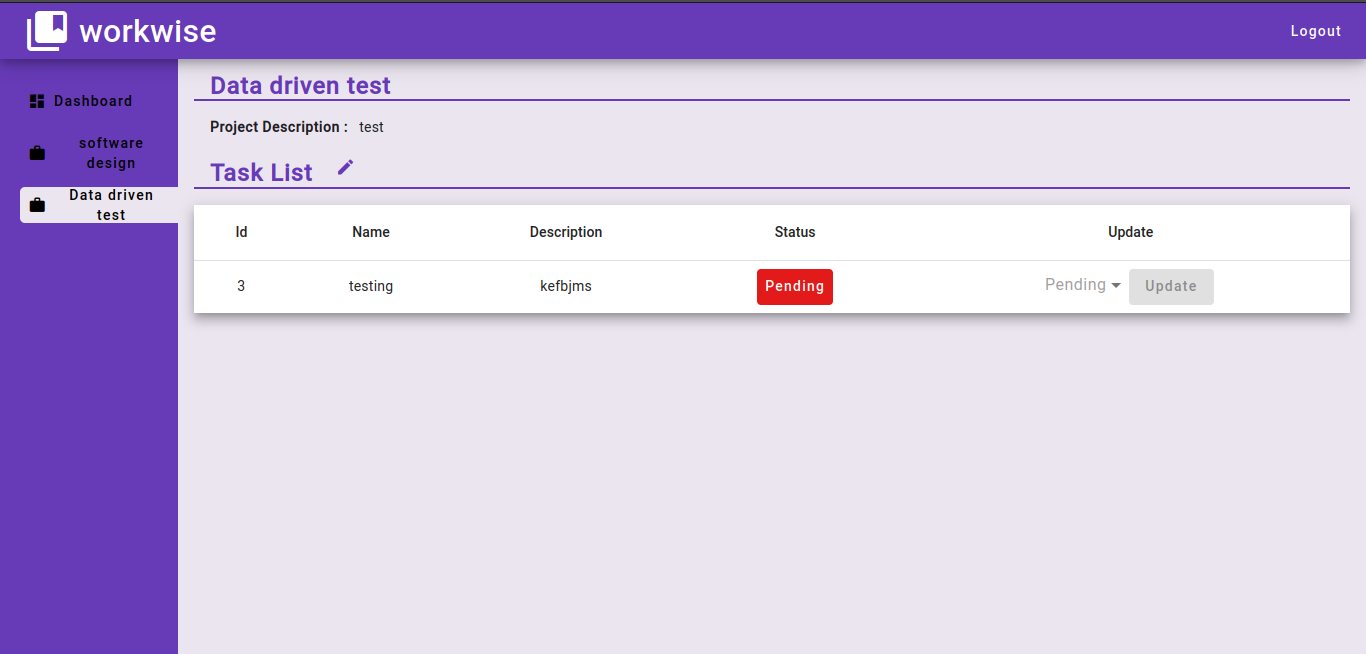 workwise
Logout
Dashboard
software
design
Data driven
test
Data driven test
Project Description : test
Task List
Id Name Description Status Update
3 testing kefbjms Pending Pending Update